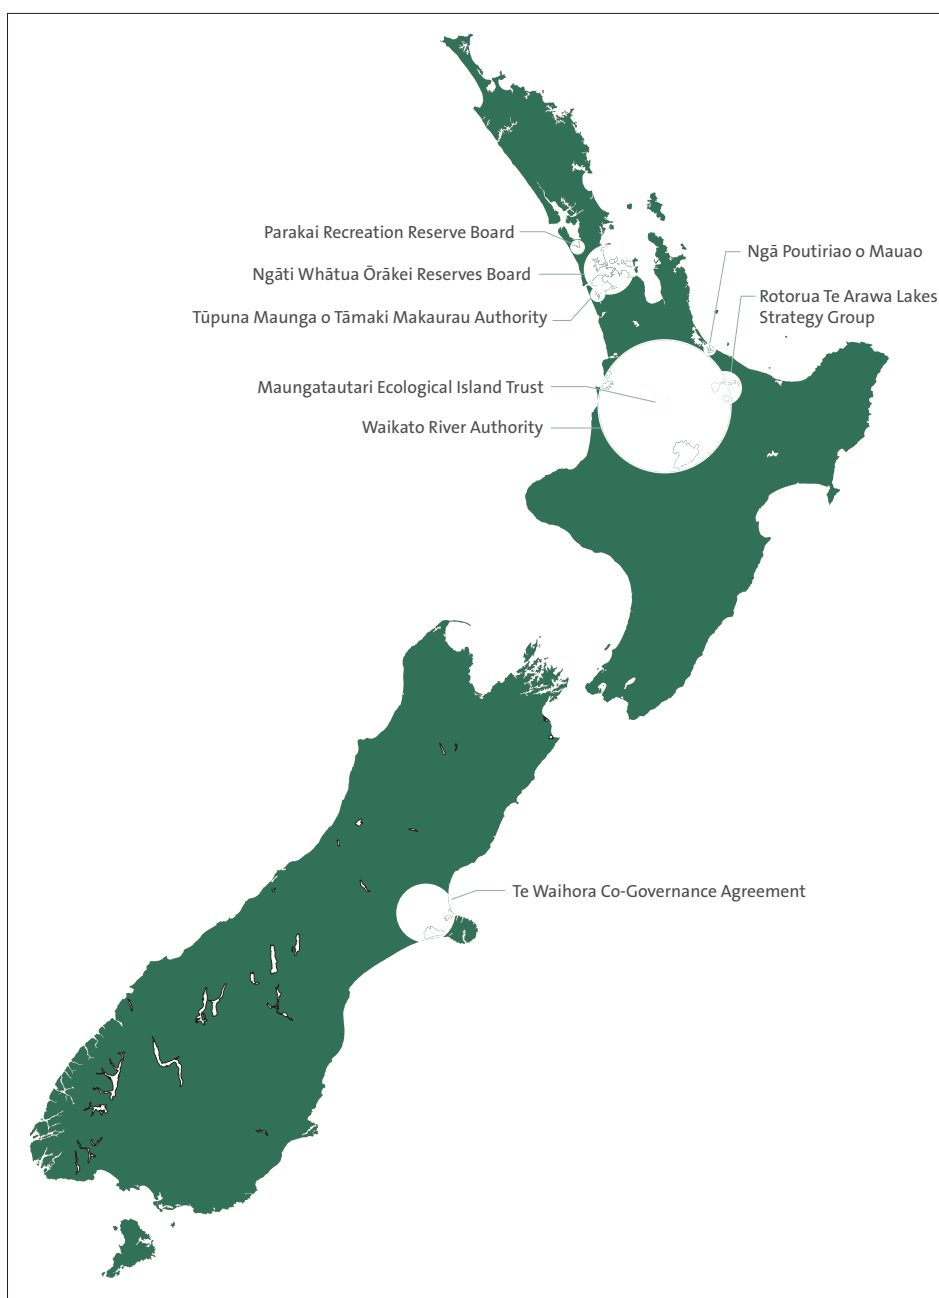 Parakai Recreation Reserve Board
Ngāti Whātua Ōrākei Reserves Board
Tūpuna Maunga o Tāmaki Makaurau Authority
Maungatautari Ecological Island Trust
Waikato River Authority
Ngā Poutiriao o Mauao
Rotorua Te Arawa Lakes
Strategy Group
Te Waihora Co-Governance Agreement